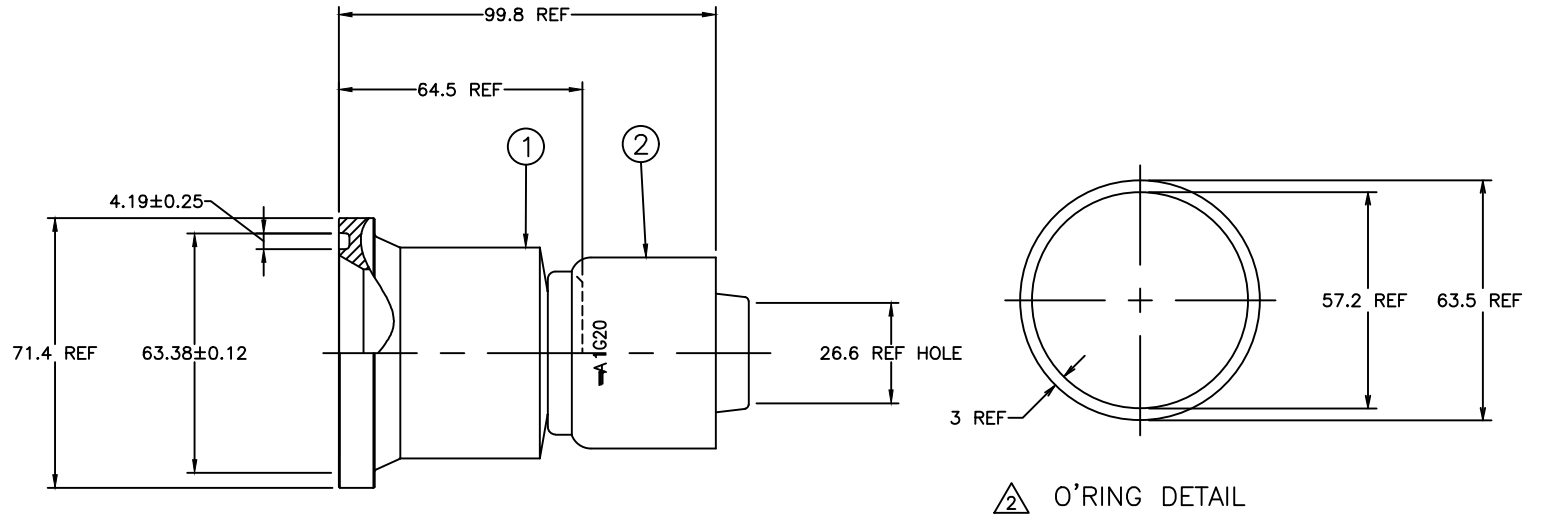 99.8 REF
64.5 REF
1
2
4.19±0.25
71.4 REF
63.38±0.12
A1G20
26.6 REF HOLE
57.2 REF
63.5 REF
3 REF
2 O'RING DETAIL